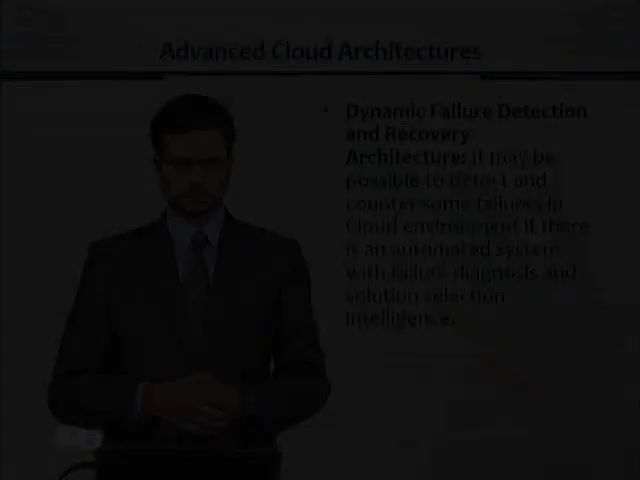 Advanced Cloud Architectures
• Dynamic Failure Detection
and Recovery
Architecture: It may be
possible to detect and
counter some failures in
Cloud environment if there
is an automated system
with failure diagnosis and
solution selection
intelligence.